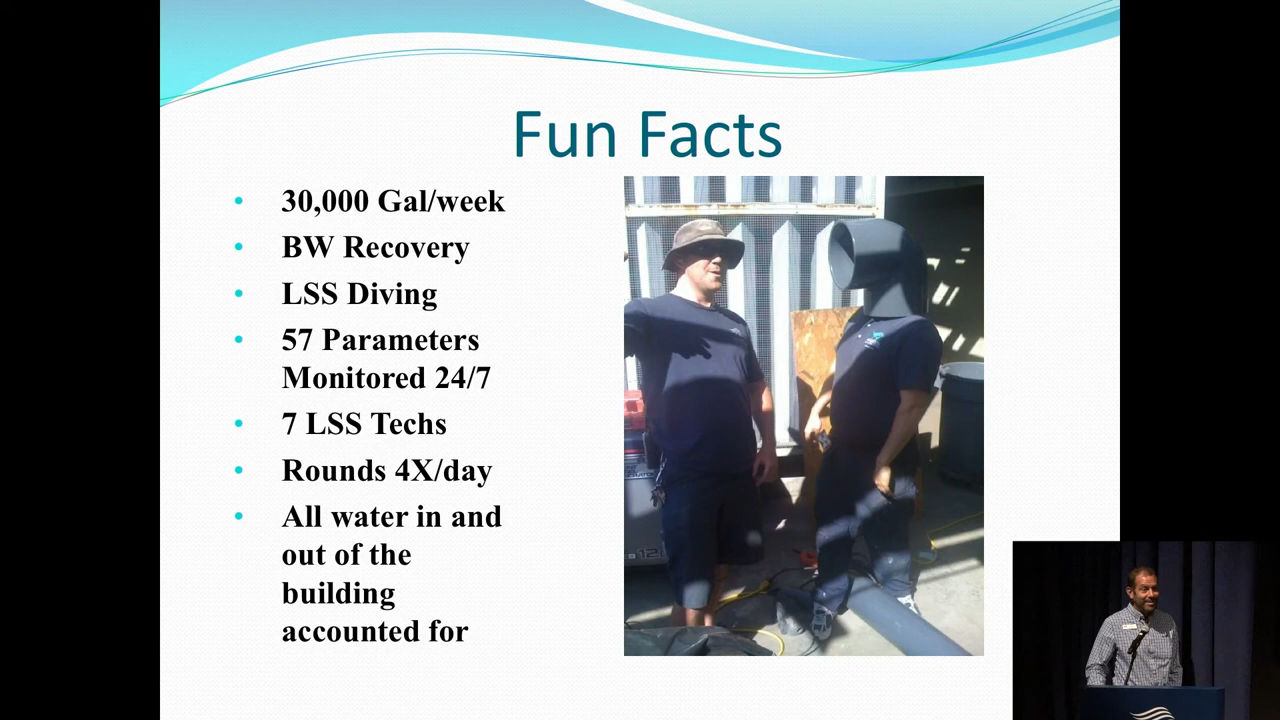 Fun Facts
30,000 Gal/week
BW Recovery
LSS Diving
57 Parameters
Monitored 24/7
7 LSS Techs
Rounds 4X/day
All water in and
out of the
building
accounted for